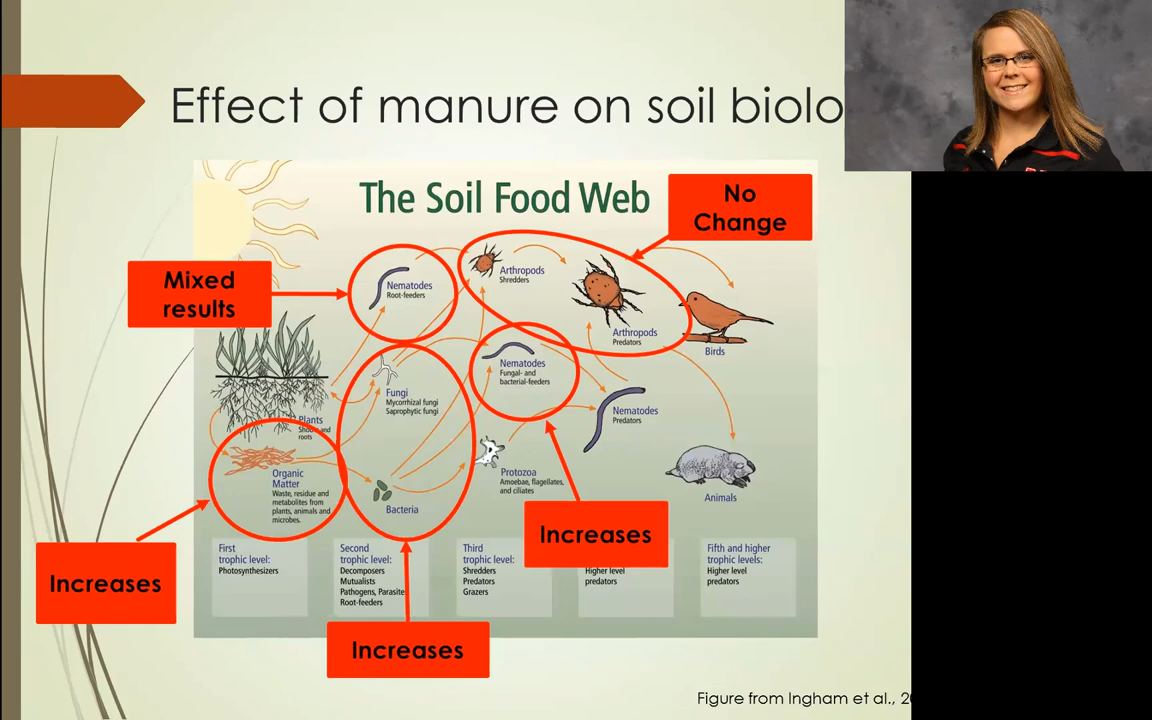 Effect of manure on soil biolo
The Soil Food Web
No
Change
Mixed
results
Nematodes
Root-feeders
Arthropods
Shredders
Arthropods
Predators
Birds
Nematodes
Fungal- and
bacterial-feeders
Fungi
Mycorrhizal fungi
Saprophytic fungi
Nematodes
Predators
Plants
Shoots and
roots
Organic
Matter
Waste, residue and
metabolites from
plants, animals and
microbes.
Bacteria
Protozoa
Amoebae, flagellates,
and ciliates
Animals
Increases
Increases
Increases
First
trophic level:
Photosynthesizers
Second
trophic level:
Decomposers
Mutualists
Pathogens, Parasite
Root-feeders
Third
trophic level:
Shredders
Predators
Grazers
Higher level
predators
Fifth and higher
trophic levels:
Higher level
predators
Figure from Ingham et al.,